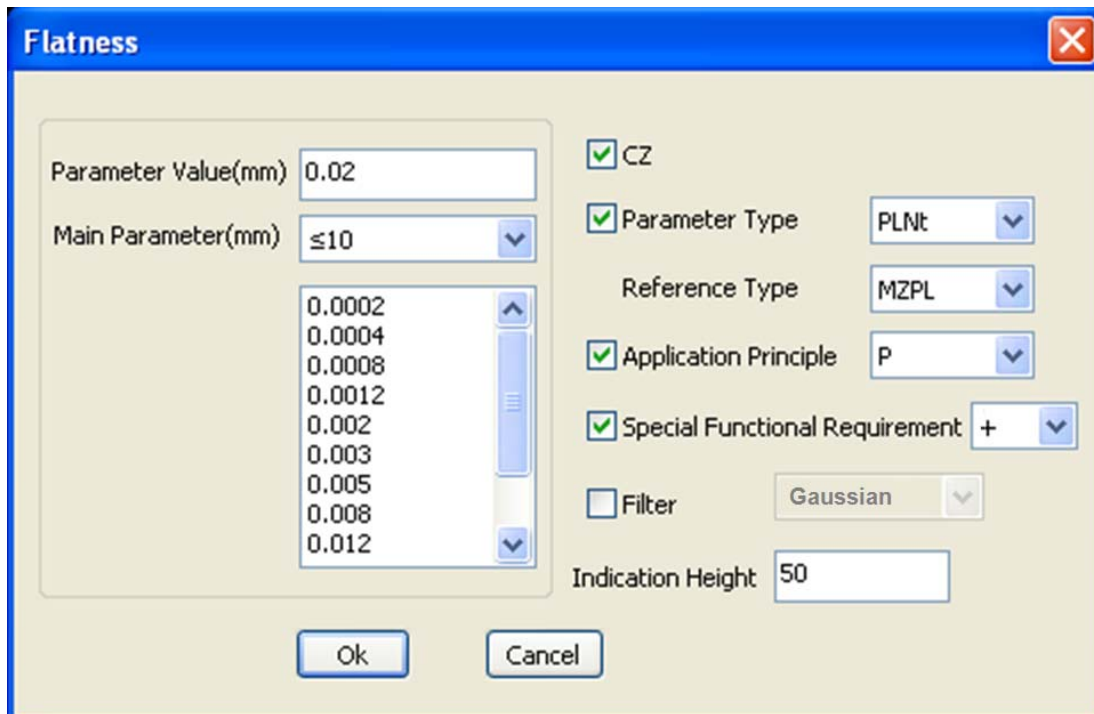 Flatness
Parameter Value(mm) 0.02
Main Parameter(mm) ≤10
0.0002
0.0004
0.0008
0.0012
0.002
0.003
0.005
0.008
0.012
CZ
Parameter Type PLNt
Reference Type MZPL
Application Principle P
Special Functional Requirement +
Filter Gaussian
Indication Height 50
Ok Cancel